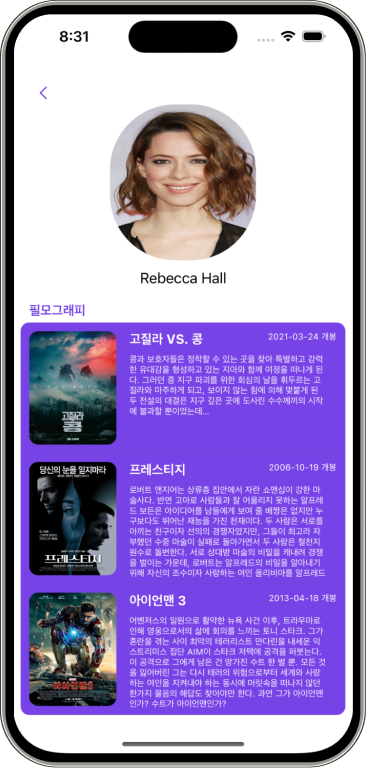 8:31
Rebecca Hall
필모그래피
고질라 VS. 콩
2021-03-24 개봉
콩과 보호자들은 정착할 수 있는 곳을 찾아 특별하고 강력
한 유대감을 형성하고 있는 지아와 함께 여정을 떠나게 된
다. 그러던 중 지구 파괴를 위한 회심의 날을 휘두르는 고
질라와 마주하게 되고, 보이지 않는 힘에 의해 맞붙게 된
두 전설의 대결은 지구 깊은 곳에 도사린 수수께끼의 시작
에 불과할 뿐이었는데…
고질라
콩
프레스티지
2006-10-19 개봉
로버트 앤지어는 상류층 집안에서 자란 쇼맨십이 강한 마
술사다. 반면 고아로 사람들과 잘 어울리지 못하는 알프레
드 보든은 아이디어를 남들에게 보여 줄 배짱은 없지만 누
구보다도 뛰어난 재능을 가진 천재이다. 두 사람은 서로를
아끼는 친구이자 선의의 경쟁자였지만, 그들이 최고라 자
부했던 수중 마술이 실패로 돌아가면서 두 사람은 철천지
원수로 돌변한다. 서로 상대방 마술의 비밀을 캐내려 경쟁
을 벌이는 가운데, 로버트는 알프레드의 비밀을 알아내기
위해 자신의 조수이자 사랑하는 여인 올리비아를 알프레드
당신의 눈을 믿지마라
프레스티지
아이언맨 3
2013-04-18 개봉
어벤져스의 일원으로 활약한 뉴욕 사건 이후, 트라우마로
인해 영웅으로서의 삶에 회의를 느끼는 토니 스타크. 그가
혼란을 겪는 사이 최악의 테러리스트 만다린을 내세운 익
스트리미스 집단 AIM이 스타크 저택에 공격을 퍼붓는다.
이 공격으로 그에게 남은 건 망가진 수트 한 벌 뿐. 모든 것
을 잃어버린 그는 다시 테러의 위험으로부터 세계와 사랑
하는 여인을 지켜내야 하는 동시에 머릿속을 떠나지 않던
한가지 물음의 해답도 찾아야만 한다. 과연 그가 아이언맨
인가? 수트가 아이언맨인가?
아이언맨3